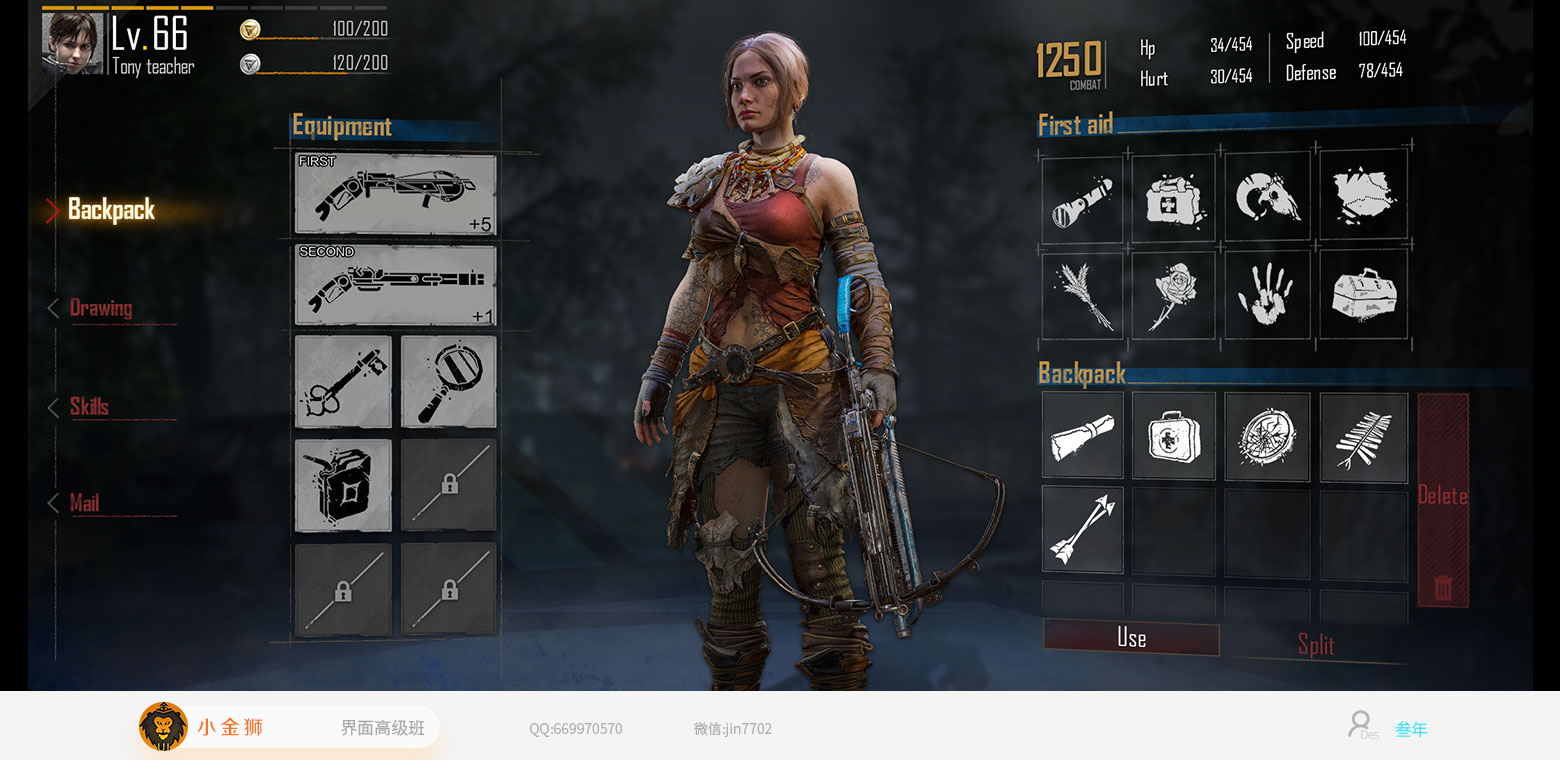 Lv.66
Tony teacher
100/200
120/200
1250
COMBAT
Hp 34/454
Hurt 30/454
Speed 100/454
Defense 78/454
Equipment
FIRST
+5
SECOND
+1
Backpack
Drawing
Skills
Mail
First aid
Backpack
Delete
Use
Split
小金狮
界面高级班
QQ:669970570
微信:jin7702
Des
叁年